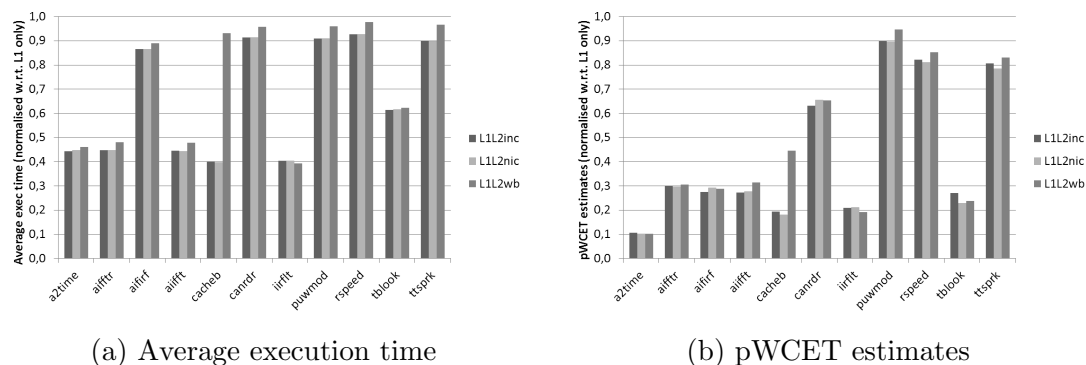 Average exec time (normalised w.r.t. L1 only)
1,0
0,9
0,8
0,7
0,6
0,5
0,4
0,3
0,2
0,1
0,0
a2time
aifftr
aifirf
aiifft
cacheb
canrdr
iirflt
puwmod
rspeed
tblook
ttsprk
L1L2inc
L1L2nic
L1L2wb
(a) Average execution time
pWCET estimates (normalised w.r.t. L1 only)
1,0
0,9
0,8
0,7
0,6
0,5
0,4
0,3
0,2
0,1
0,0
a2time
aifftr
aifirf
aiifft
cacheb
canrdr
iirflt
puwmod
rspeed
tblook
ttsprk
L1L2inc
L1L2nic
L1L2wb
(b) pWCET estimates